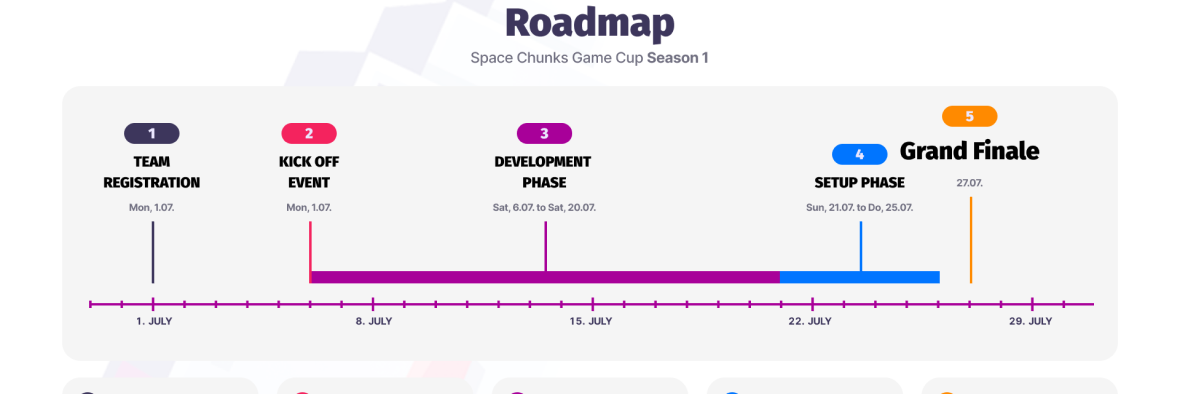 Roadmap
Space Chunks Game Cup Season 1
1
TEAM
REGISTRATION
Mon, 1.07.
2
KICK OFF
EVENT
Mon, 1.07.
3
DEVELOPMENT
PHASE
Sat, 6.07. to Sat, 20.07.
4
SETUP PHASE
Sun, 21.07. to Do, 25.07.
5
Grand Finale
27.07.
1. JULY
8. JULY
15. JULY
22. JULY
29. JULY